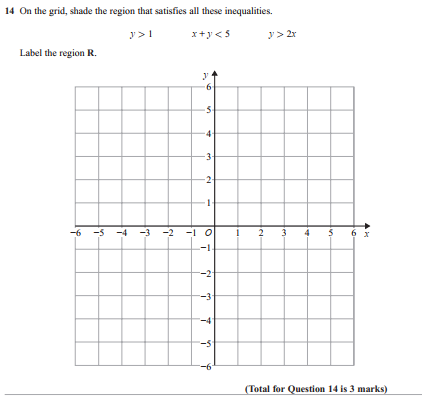 14 On the grid, shade the region that satisfies all these inequalities.
y > 1 x + y < 5 y > 2x
Label the region R.
y
6
5
4
3
2
1
-6 -5 -4 -3 -2 -1 O 1 2 3 4 5 6 x
-1
-2
-3
-4
-5
-6
(Total for Question 14 is 3 marks)